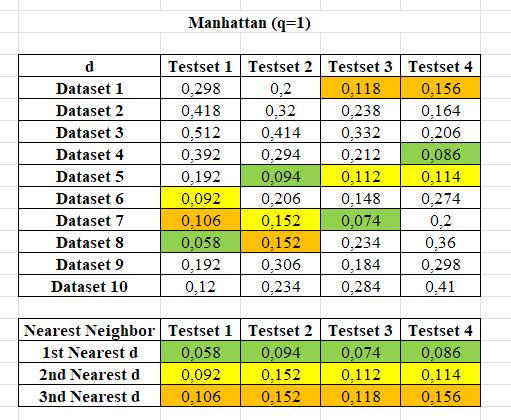 Manhattan (q=1)
d Testset 1 Testset 2 Testset 3 Testset 4
Dataset 1 0,298 0,2 0,118 0,156
Dataset 2 0,418 0,32 0,238 0,164
Dataset 3 0,512 0,414 0,332 0,206
Dataset 4 0,392 0,294 0,212 0,086
Dataset 5 0,192 0,094 0,112 0,114
Dataset 6 0,092 0,206 0,148 0,274
Dataset 7 0,106 0,152 0,074 0,2
Dataset 8 0,058 0,152 0,234 0,36
Dataset 9 0,192 0,306 0,184 0,298
Dataset 10 0,12 0,234 0,284 0,41
Nearest Neighbor Testset 1 Testset 2 Testset 3 Testset 4
1st Nearest d 0,058 0,094 0,074 0,086
2nd Nearest d 0,092 0,152 0,112 0,114
3nd Nearest d 0,106 0,152 0,118 0,156